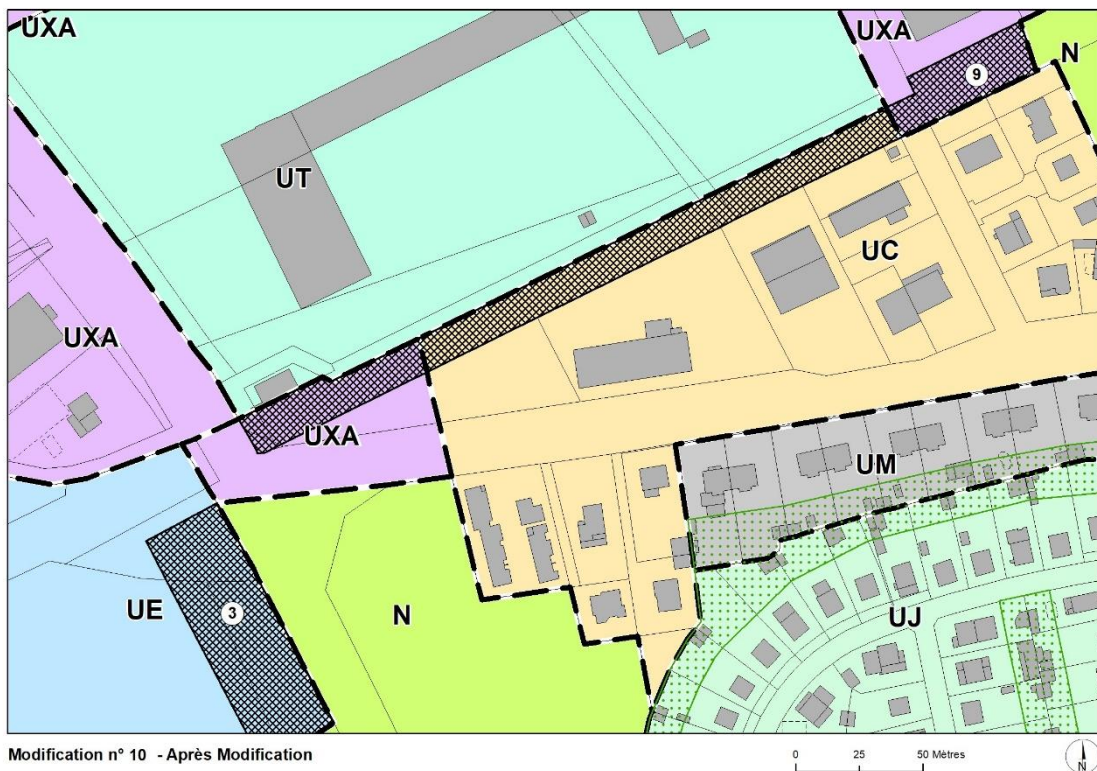 UXA
UXA
9
N
UT
UC
UXA
UXA
UM
UE
3
N
UJ
Modification n° 10 - Après Modification
0 25 50 Mètres
N